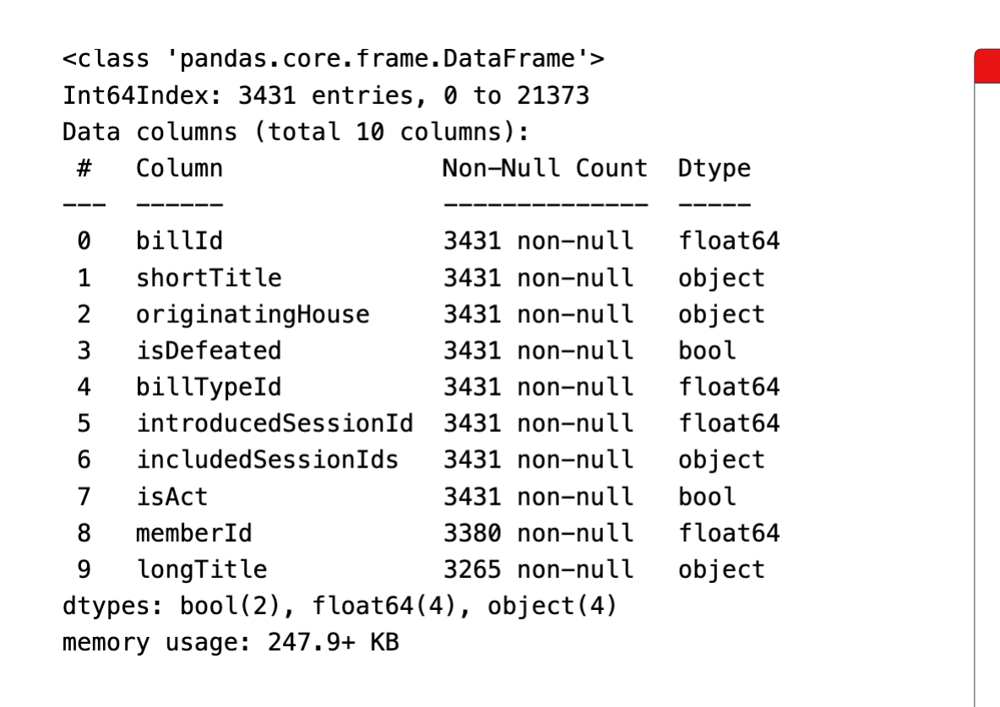 <class 'pandas.core.frame.DataFrame'>
Int64Index: 3431 entries, 0 to 21373
Data columns (total 10 columns):
 #   Column               Non-Null Count  Dtype
---  ------               --------------  -----
 0   billId               3431 non-null   float64
 1   shortTitle           3431 non-null   object
 2   originatingHouse     3431 non-null   object
 3   isDefeated           3431 non-null   bool
 4   billTypeId           3431 non-null   float64
 5   introducedSessionId  3431 non-null   float64
 6   includedSessionIds   3431 non-null   object
 7   isAct                3431 non-null   bool
 8   memberId             3380 non-null   float64
 9   longTitle            3265 non-null   object
dtypes: bool(2), float64(4), object(4)
memory usage: 247.9+ KB